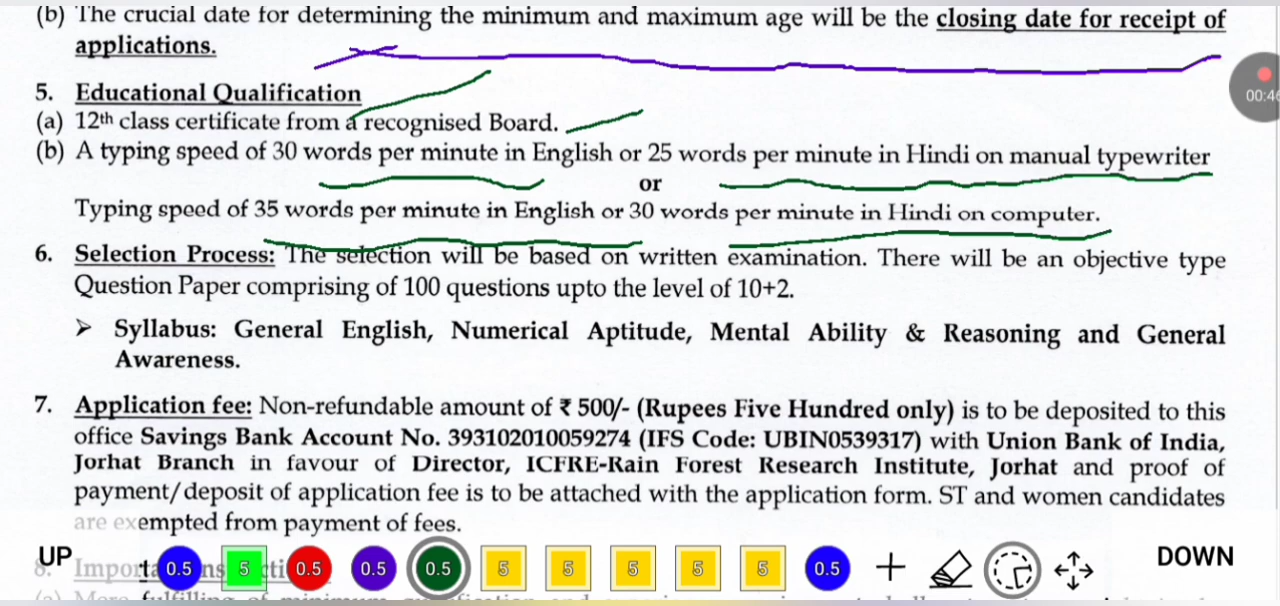 (b) The crucial date for determining the minimum and maximum age will be the closing date for receipt of
applications.
00:46
5. Educational Qualification
(a) 12th class certificate from a recognised Board.
(b) A typing speed of 30 words per minute in English or 25 words per minute in Hindi on manual typewriter
or
Typing speed of 35 words per minute in English or 30 words per minute in Hindi on computer.
6. Selection Process: The selection will be based on written examination. There will be an objective type
Question Paper comprising of 100 questions upto the level of 10+2.
➢ Syllabus: General English, Numerical Aptitude, Mental Ability & Reasoning and General
Awareness.
7. Application fee: Non-refundable amount of ₹ 500/- (Rupees Five Hundred only) is to be deposited to this
office Savings Bank Account No. 393102010059274 (IFS Code: UBIN0539317) with Union Bank of India,
Jorhat Branch in favour of Director, ICFRE-Rain Forest Research Institute, Jorhat and proof of
payment/deposit of application fee is to be attached with the application form. ST and women candidates
are exempted from payment of fees.
UP 0.5 5 0.5 0.5 0.5 5 5 5 5 5 0.5 + DOWN
8.